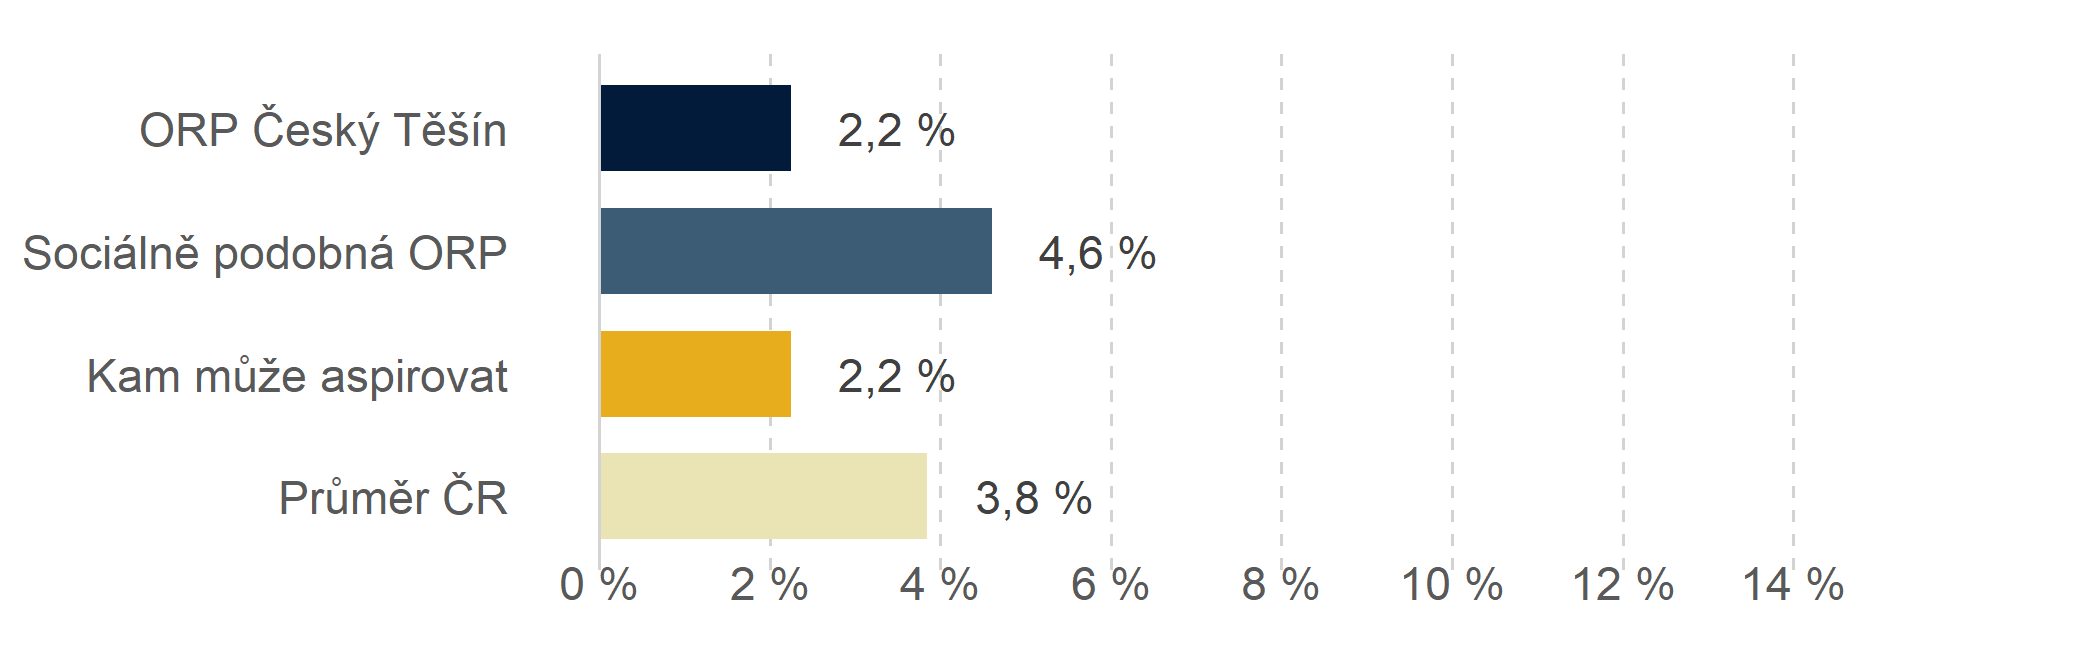 ORP Český Těšín 2,2 %
Sociálně podobná ORP 4,6 %
Kam může aspirovat 2,2 %
Průměr ČR 3,8 %
0 % 2 % 4 % 6 % 8 % 10 % 12 % 14 %